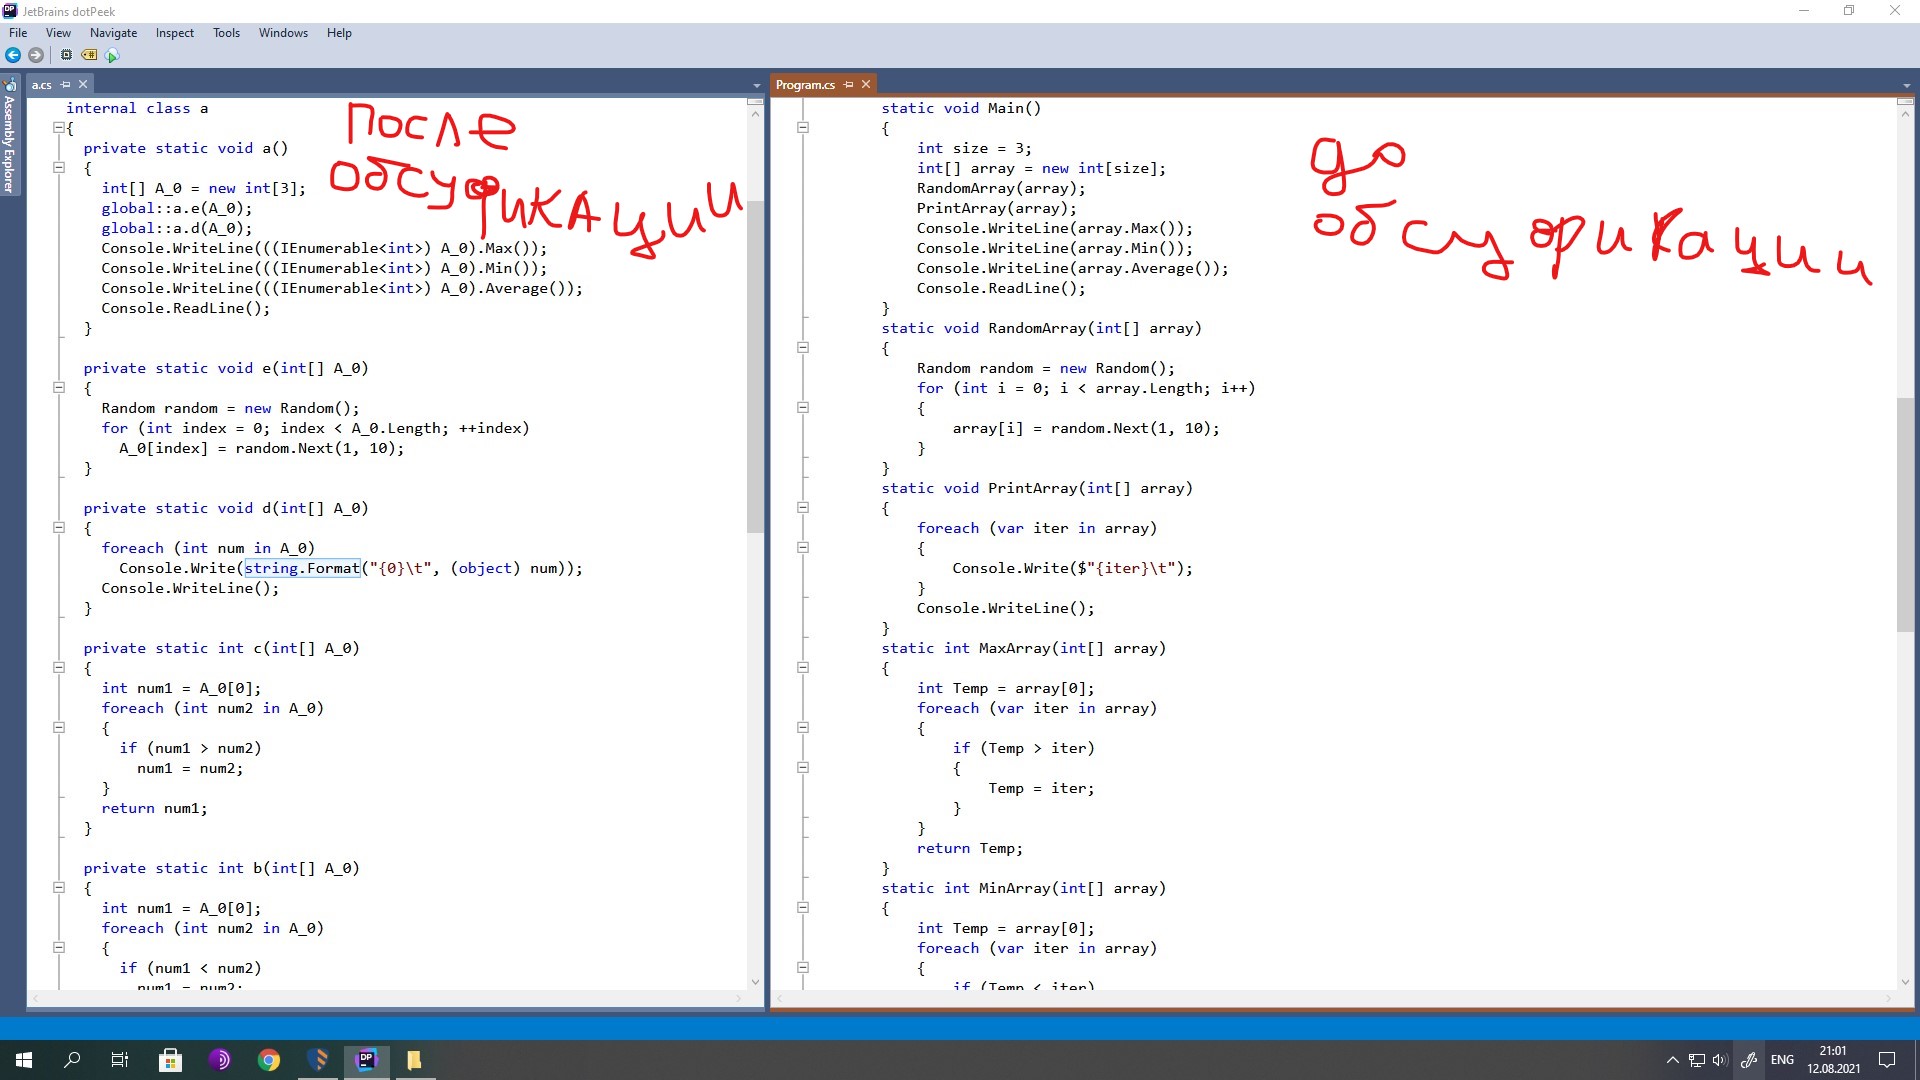 JetBrains dotPeek
File View Navigate Inspect Tools Windows Help
Assembly Explorer
a.cs
internal class a
{
private static void a()
{
int[] A_0 = new int[3];
global::a.e(A_0);
global::a.d(A_0);
Console.WriteLine(((IEnumerable<int>) A_0).Max());
Console.WriteLine(((IEnumerable<int>) A_0).Min());
Console.WriteLine(((IEnumerable<int>) A_0).Average());
Console.ReadLine();
}
private static void e(int[] A_0)
{
Random random = new Random();
for (int index = 0; index < A_0.Length; ++index)
A_0[index] = random.Next(1, 10);
}
private static void d(int[] A_0)
{
foreach (int num in A_0)
Console.Write(string.Format("{0}\t", (object) num));
Console.WriteLine();
}
private static int c(int[] A_0)
{
int num1 = A_0[0];
foreach (int num2 in A_0)
{
if (num1 > num2)
num1 = num2;
}
return num1;
}
private static int b(int[] A_0)
{
int num1 = A_0[0];
foreach (int num2 in A_0)
{
if (num1 < num2)
num1 = num2;
после
обсуфикации
Program.cs
static void Main()
{
int size = 3;
int[] array = new int[size];
RandomArray(array);
PrintArray(array);
Console.WriteLine(array.Max());
Console.WriteLine(array.Min());
Console.WriteLine(array.Average());
Console.ReadLine();
}
static void RandomArray(int[] array)
{
Random random = new Random();
for (int i = 0; i < array.Length; i++)
{
array[i] = random.Next(1, 10);
}
}
static void PrintArray(int[] array)
{
foreach (var iter in array)
{
Console.Write($"{iter}\t");
}
Console.WriteLine();
}
static int MaxArray(int[] array)
{
int Temp = array[0];
foreach (var iter in array)
{
if (Temp > iter)
{
Temp = iter;
}
}
return Temp;
}
static int MinArray(int[] array)
{
int Temp = array[0];
foreach (var iter in array)
{
if (Temp < iter)
до
обсуфикации
DP
ENG
21:01
12.08.2021